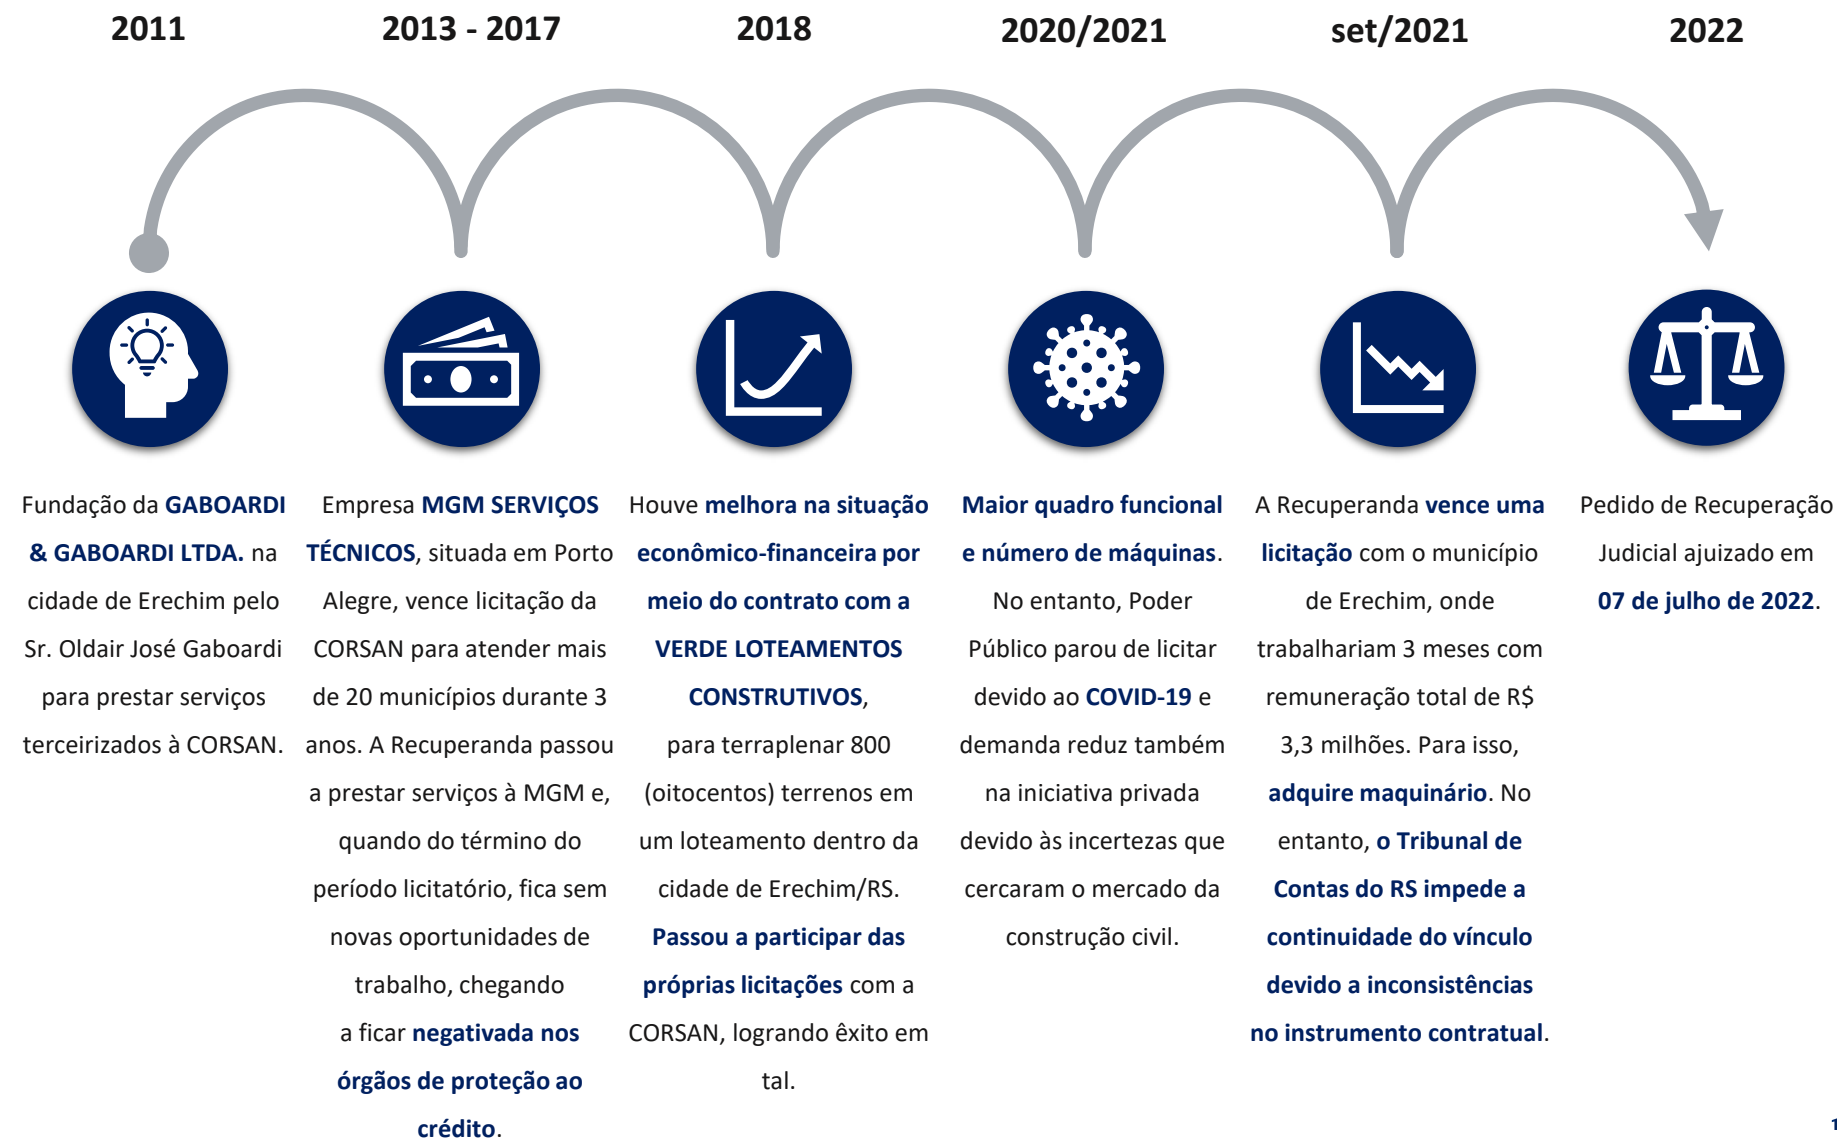 2011
Fundação da GABOARDI
& GABOARDI LTDA. na
cidade de Erechim pelo
Sr. Oldair José Gaboardi
para prestar serviços
terceirizados à CORSAN.
2013 - 2017
Empresa MGM SERVIÇOS
TÉCNICOS, situada em Porto
Alegre, vence licitação da
CORSAN para atender mais
de 20 municípios durante 3
anos. A Recuperanda passou
a prestar serviços à MGM e,
quando do término do
período licitatório, fica sem
novas oportunidades de
trabalho, chegando
a ficar negativada nos
órgãos de proteção ao
crédito.
2018
Houve melhora na situação
econômico-financeira por
meio do contrato com a
VERDE LOTEAMENTOS
CONSTRUTIVOS,
para terraplenar 800
(oitocentos) terrenos em
um loteamento dentro da
cidade de Erechim/RS.
Passou a participar das
próprias licitações com a
CORSAN, logrando êxito em
tal.
2020/2021
Maior quadro funcional
e número de máquinas.
No entanto, Poder
Público parou de licitar
devido ao COVID-19 e
demanda reduz também
na iniciativa privada
devido às incertezas que
cercaram o mercado da
construção civil.
set/2021
A Recuperanda vence uma
licitação com o município
de Erechim, onde
trabalhariam 3 meses com
remuneração total de R$
3,3 milhões. Para isso,
adquire maquinário. No
entanto, o Tribunal de
Contas do RS impede a
continuidade do vínculo
devido a inconsistências
no instrumento contratual.
2022
Pedido de Recuperação
Judicial ajuizado em
07 de julho de 2022.